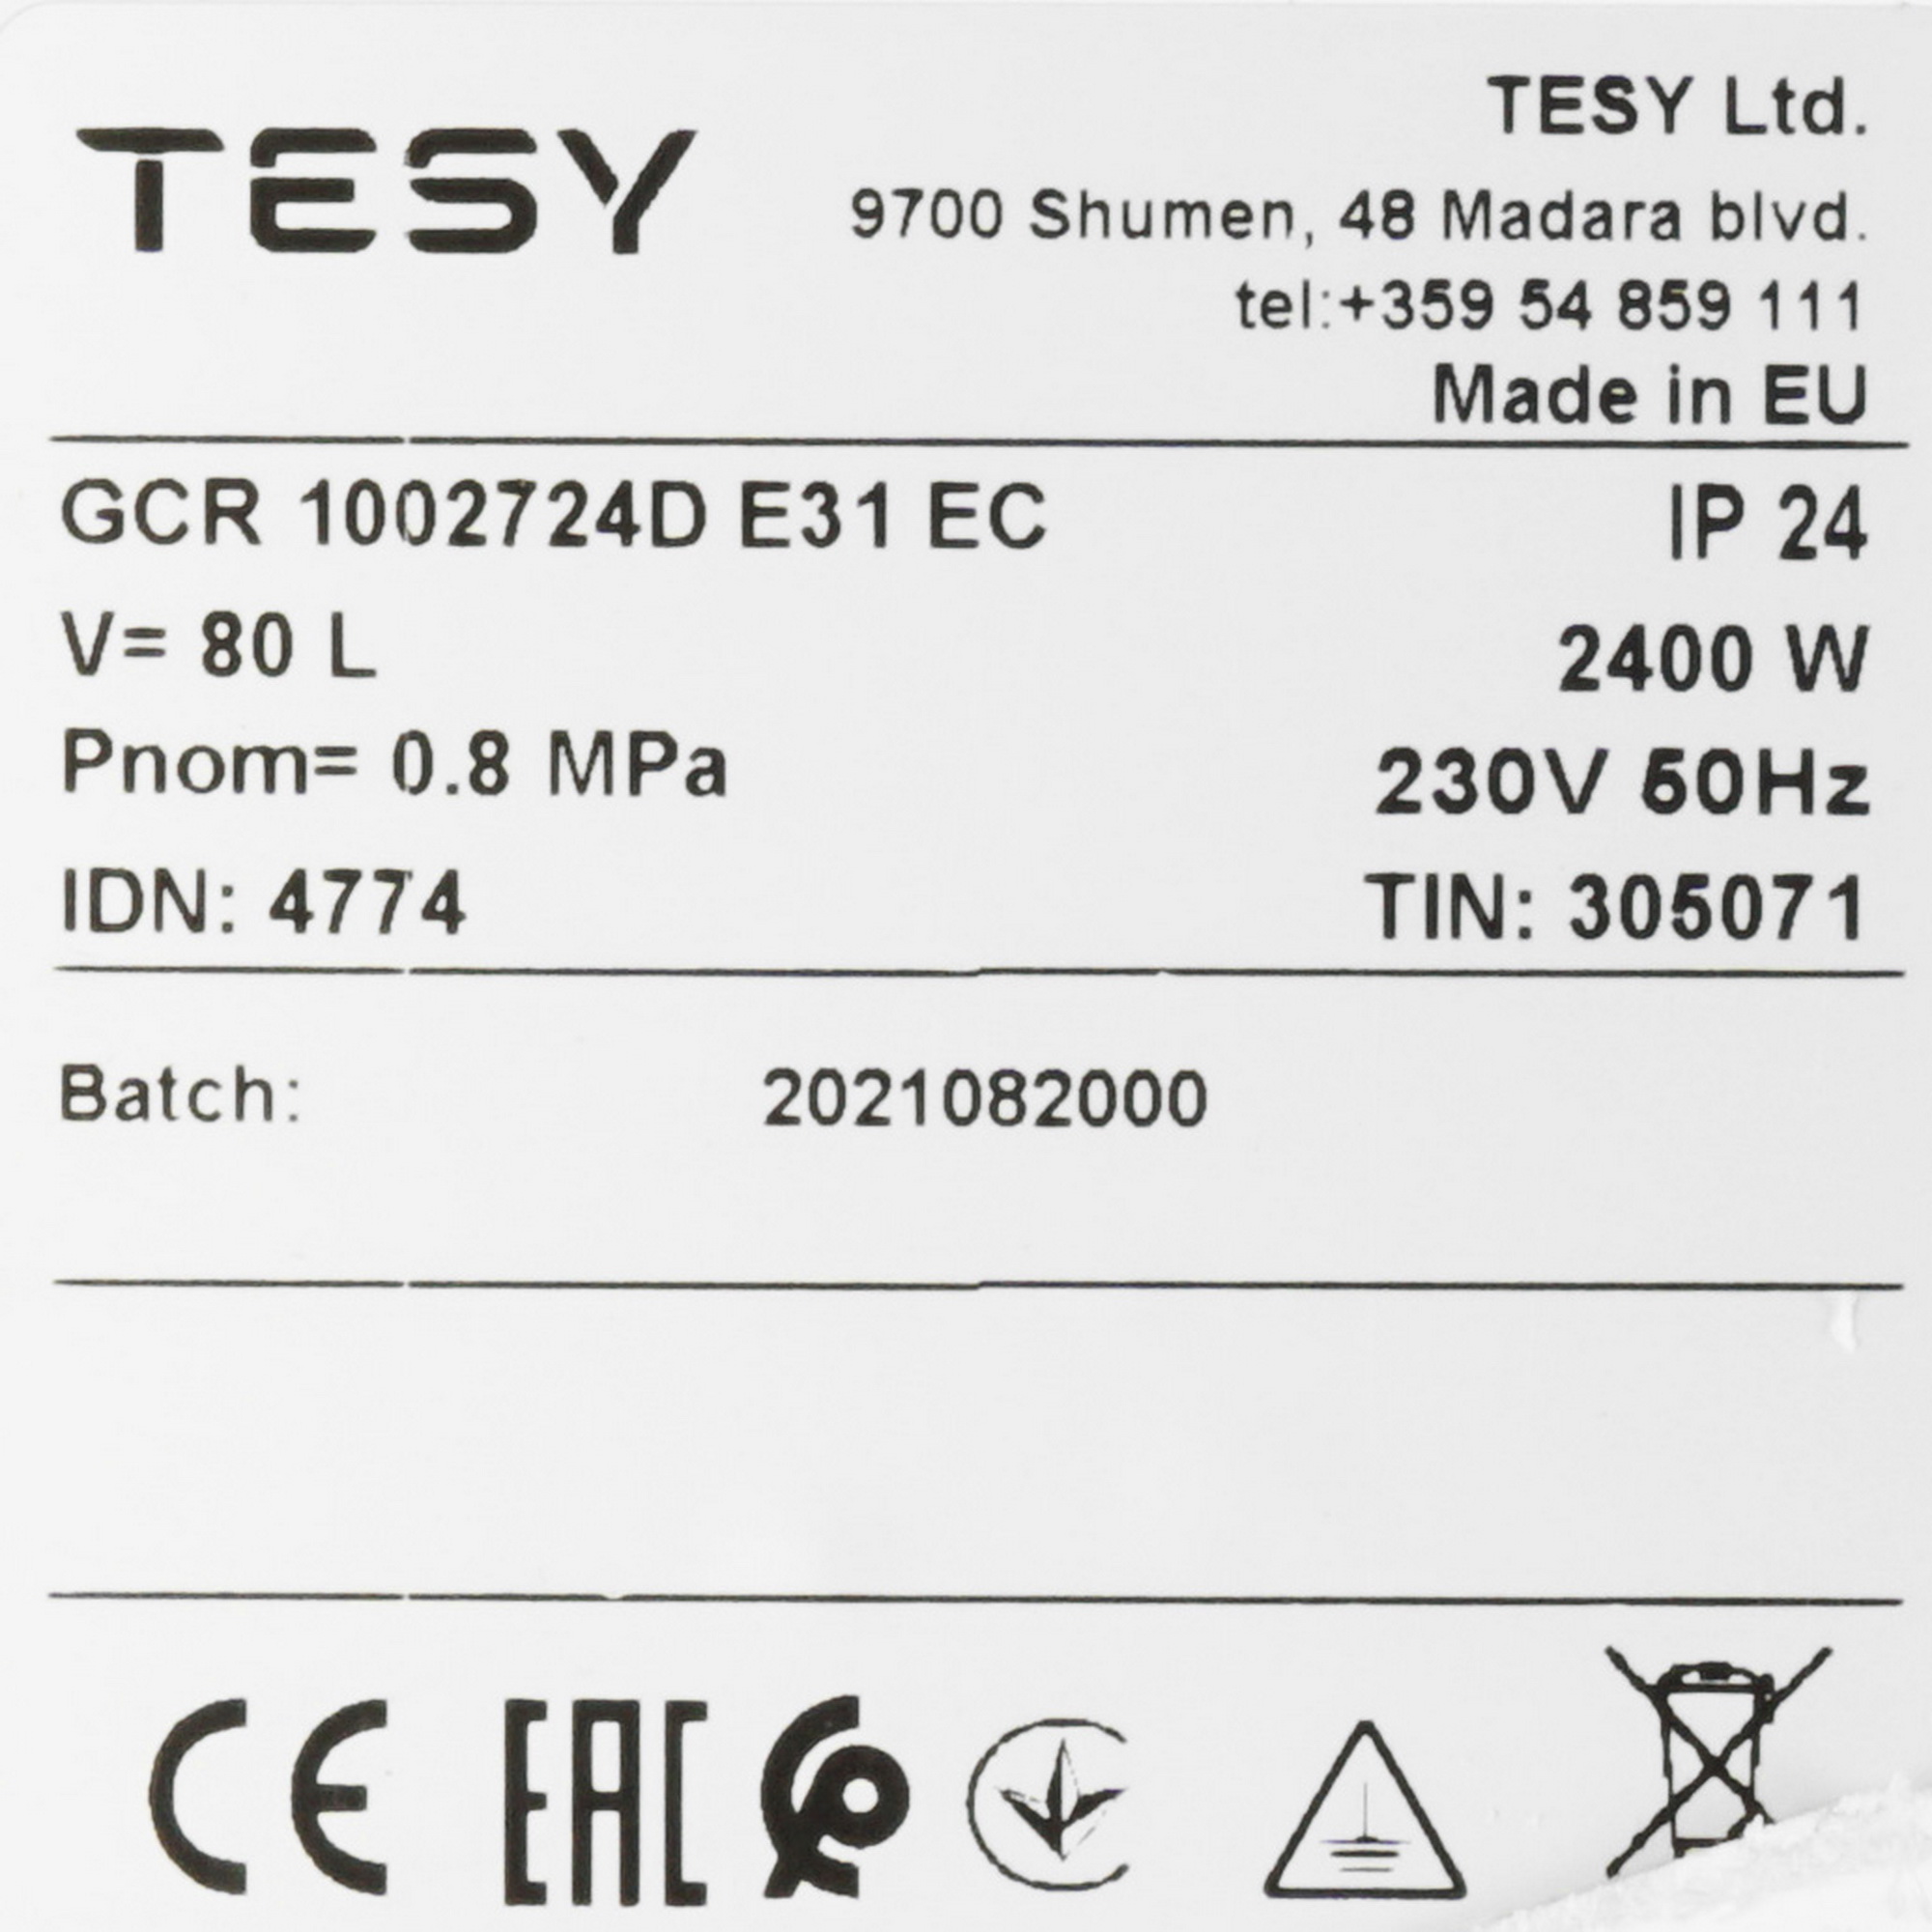 TESY
TESY Ltd.
9700 Shumen, 48 Madara blvd.
tel:+359 54 859 111
Made in EU
GCR 1002724D E31 EC
IP 24
V= 80 L
2400 W
Pnom= 0.8 MPa
230V 50Hz
IDN: 4774
TIN: 305071
Batch: 2021082000
CE EAC